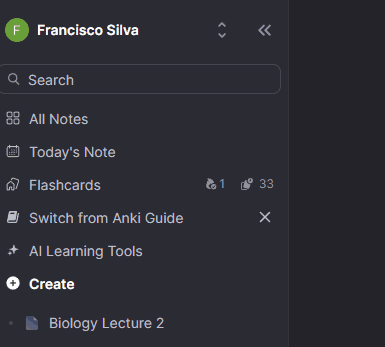 F Francisco Silva
Search
All Notes
Today's Note
Flashcards 1 33
Switch from Anki Guide
AI Learning Tools
Create
Biology Lecture 2